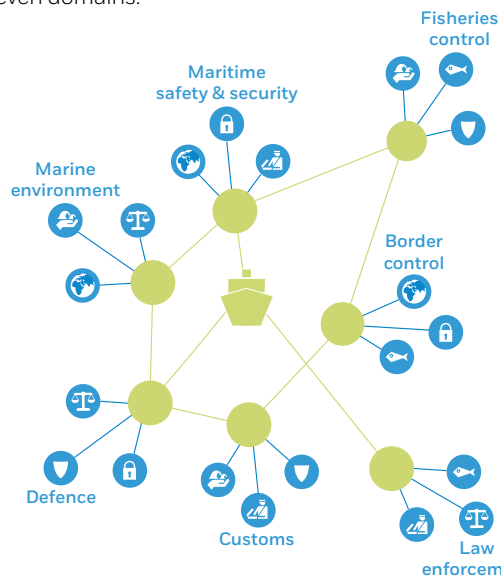 even domains.
Fisheries
control
Maritime
safety & security
Marine
environment
Border
control
Defence
Customs
Law
enforcem